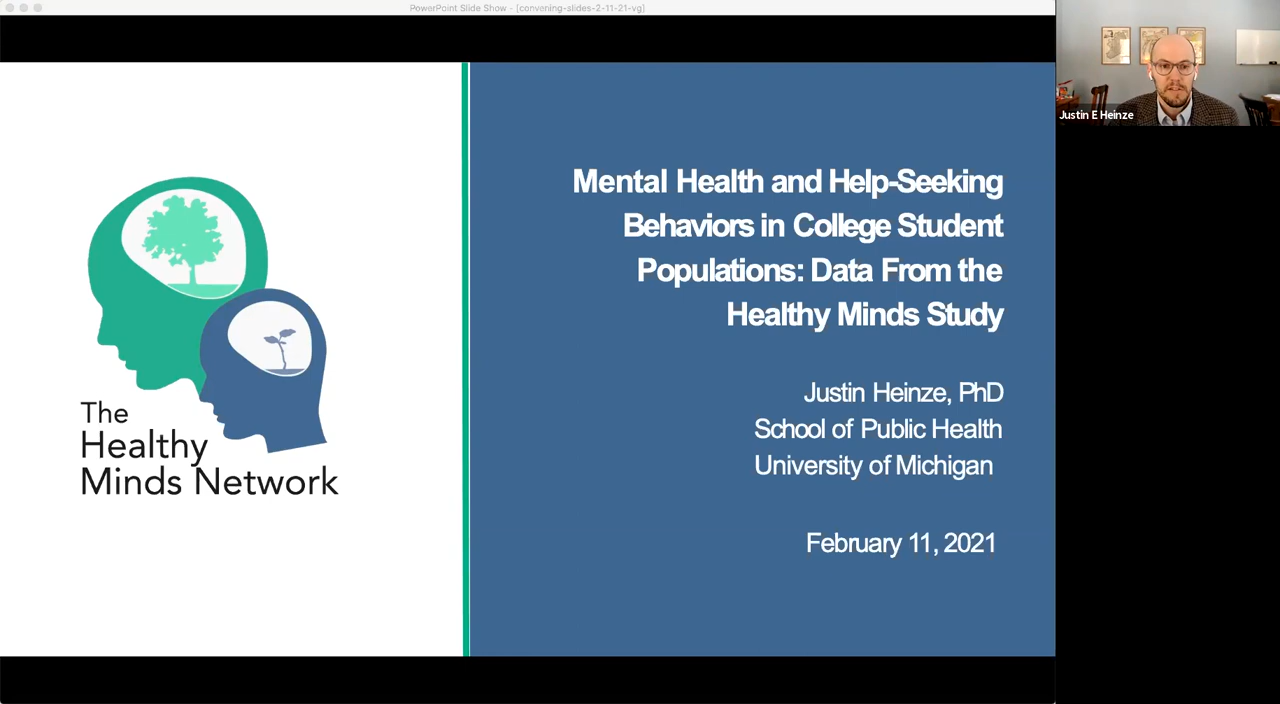 PowerPoint Slide Show - [convening-slides-2-11-21-vg]
The
Healthy
Minds Network
Mental Health and Help-Seeking
Behaviors in College Student
Populations: Data From the
Healthy Minds Study
Justin Heinze, PhD
School of Public Health
University of Michigan
February 11, 2021
Justin E Heinze